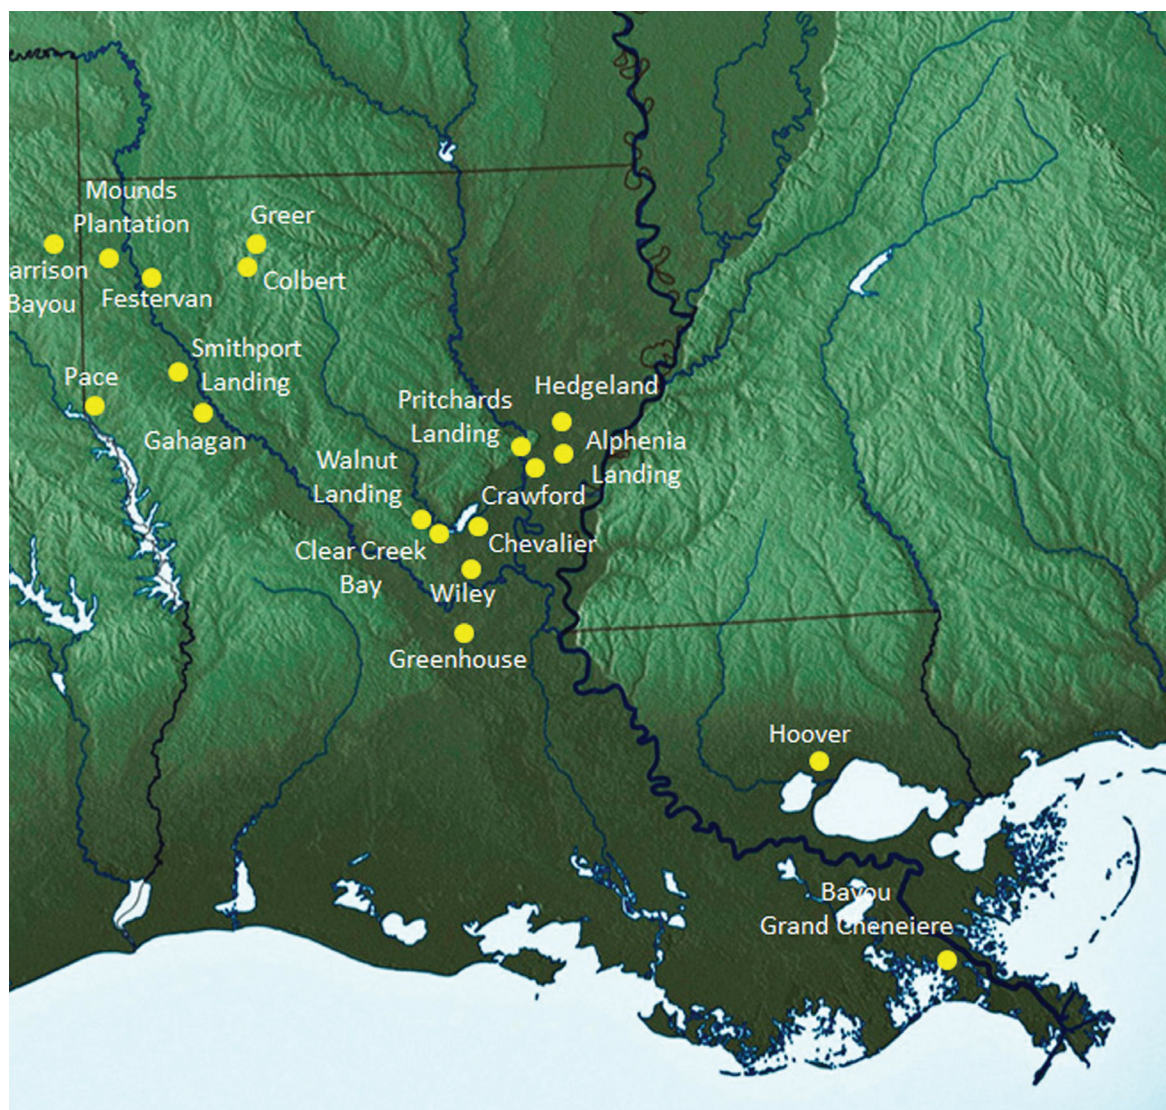 Mounds
Plantation
Greer
arrison
Bayou
Colbert
Festervan
Smithport
Landing
Pace
Gahagan
Hedgeland
Pritchards
Landing
Alphenia
Landing
Walnut
Landing
Crawford
Clear Creek
Bay
Chevalier
Wiley
Greenhouse
Hoover
Bayou
Grand Cheneiere